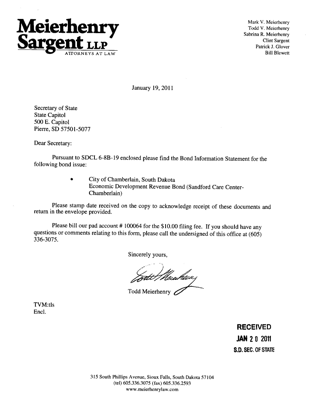 Meierhenry
Sargent LLP
ATTORNEYS AT LAW
Mark V. Meierhenry
Todd V. Meierhenry
Sabrina R. Meierhenry
Clint Sargent
Patrick J. Glover
Bill Blewett
January 19, 2011
Secretary of State
State Capitol
500 E. Capitol
Pierre, SD 57501-5077
Dear Secretary:
Pursuant to SDCL 6-8B-19 enclosed please find the Bond Information Statement for the
following bond issue:
• City of Chamberlain, South Dakota
Economic Development Revenue Bond (Sandford Care Center-
Chamberlain)
Please stamp date received on the copy to acknowledge receipt of these documents and
return in the envelope provided.
Please bill our pad account # 100064 for the $10.00 filing fee. If you should have any
questions or comments relating to this form, please call the undersigned of this office at (605)
336-3075.
Sincerely yours,
Todd Meierhenry
Todd Meierhenry
TVM:tls
Encl.
RECEIVED
JAN 20 2011
S.D. SEC. OF STATE
315 South Phillips Avenue, Sioux Falls, South Dakota 57104
(tel) 605.336.3075 (fax) 605.336.2593
www.meierhenrylaw.com